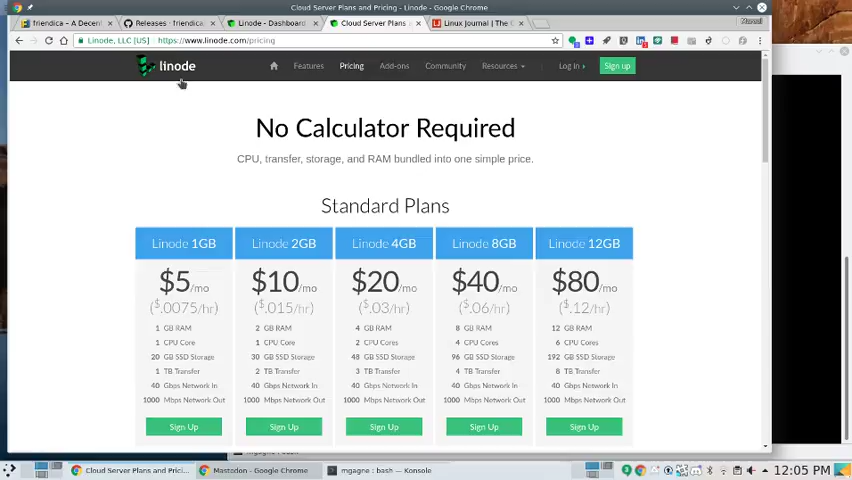 Cloud Server Plans and Pricing - Linode - Google Chrome
friendica – A Decent
Releases · friendica
Linode - Dashboard
Cloud Server Plans an
Linux Journal | The O
Linode, LLC [US] https://www.linode.com/pricing
linode
Features
Pricing
Add-ons
Community
Resources
Log in
Sign up
No Calculator Required
CPU, transfer, storage, and RAM bundled into one simple price.
Standard Plans
Linode 1GB
Linode 2GB
Linode 4GB
Linode 8GB
Linode 12GB
$5/mo
$10/mo
$20/mo
$40/mo
$80/mo
($.0075/hr)
($.015/hr)
($.03/hr)
($.06/hr)
($.12/hr)
1 GB RAM
2 GB RAM
4 GB RAM
8 GB RAM
12 GB RAM
1 CPU Core
1 CPU Core
2 CPU Cores
4 CPU Cores
6 CPU Cores
20 GB SSD Storage
30 GB SSD Storage
48 GB SSD Storage
96 GB SSD Storage
192 GB SSD Storage
1 TB Transfer
2 TB Transfer
3 TB Transfer
4 TB Transfer
8 TB Transfer
40 Gbps Network In
40 Gbps Network In
40 Gbps Network In
40 Gbps Network In
40 Gbps Network In
1000 Mbps Network Out
1000 Mbps Network Out
1000 Mbps Network Out
1000 Mbps Network Out
1000 Mbps Network Out
Sign Up
Sign Up
Sign Up
Sign Up
Sign Up
Cloud Server Plans and Prici...
Mastodon - Google Chrome
mgagne : bash — Konsole
12:05 PM